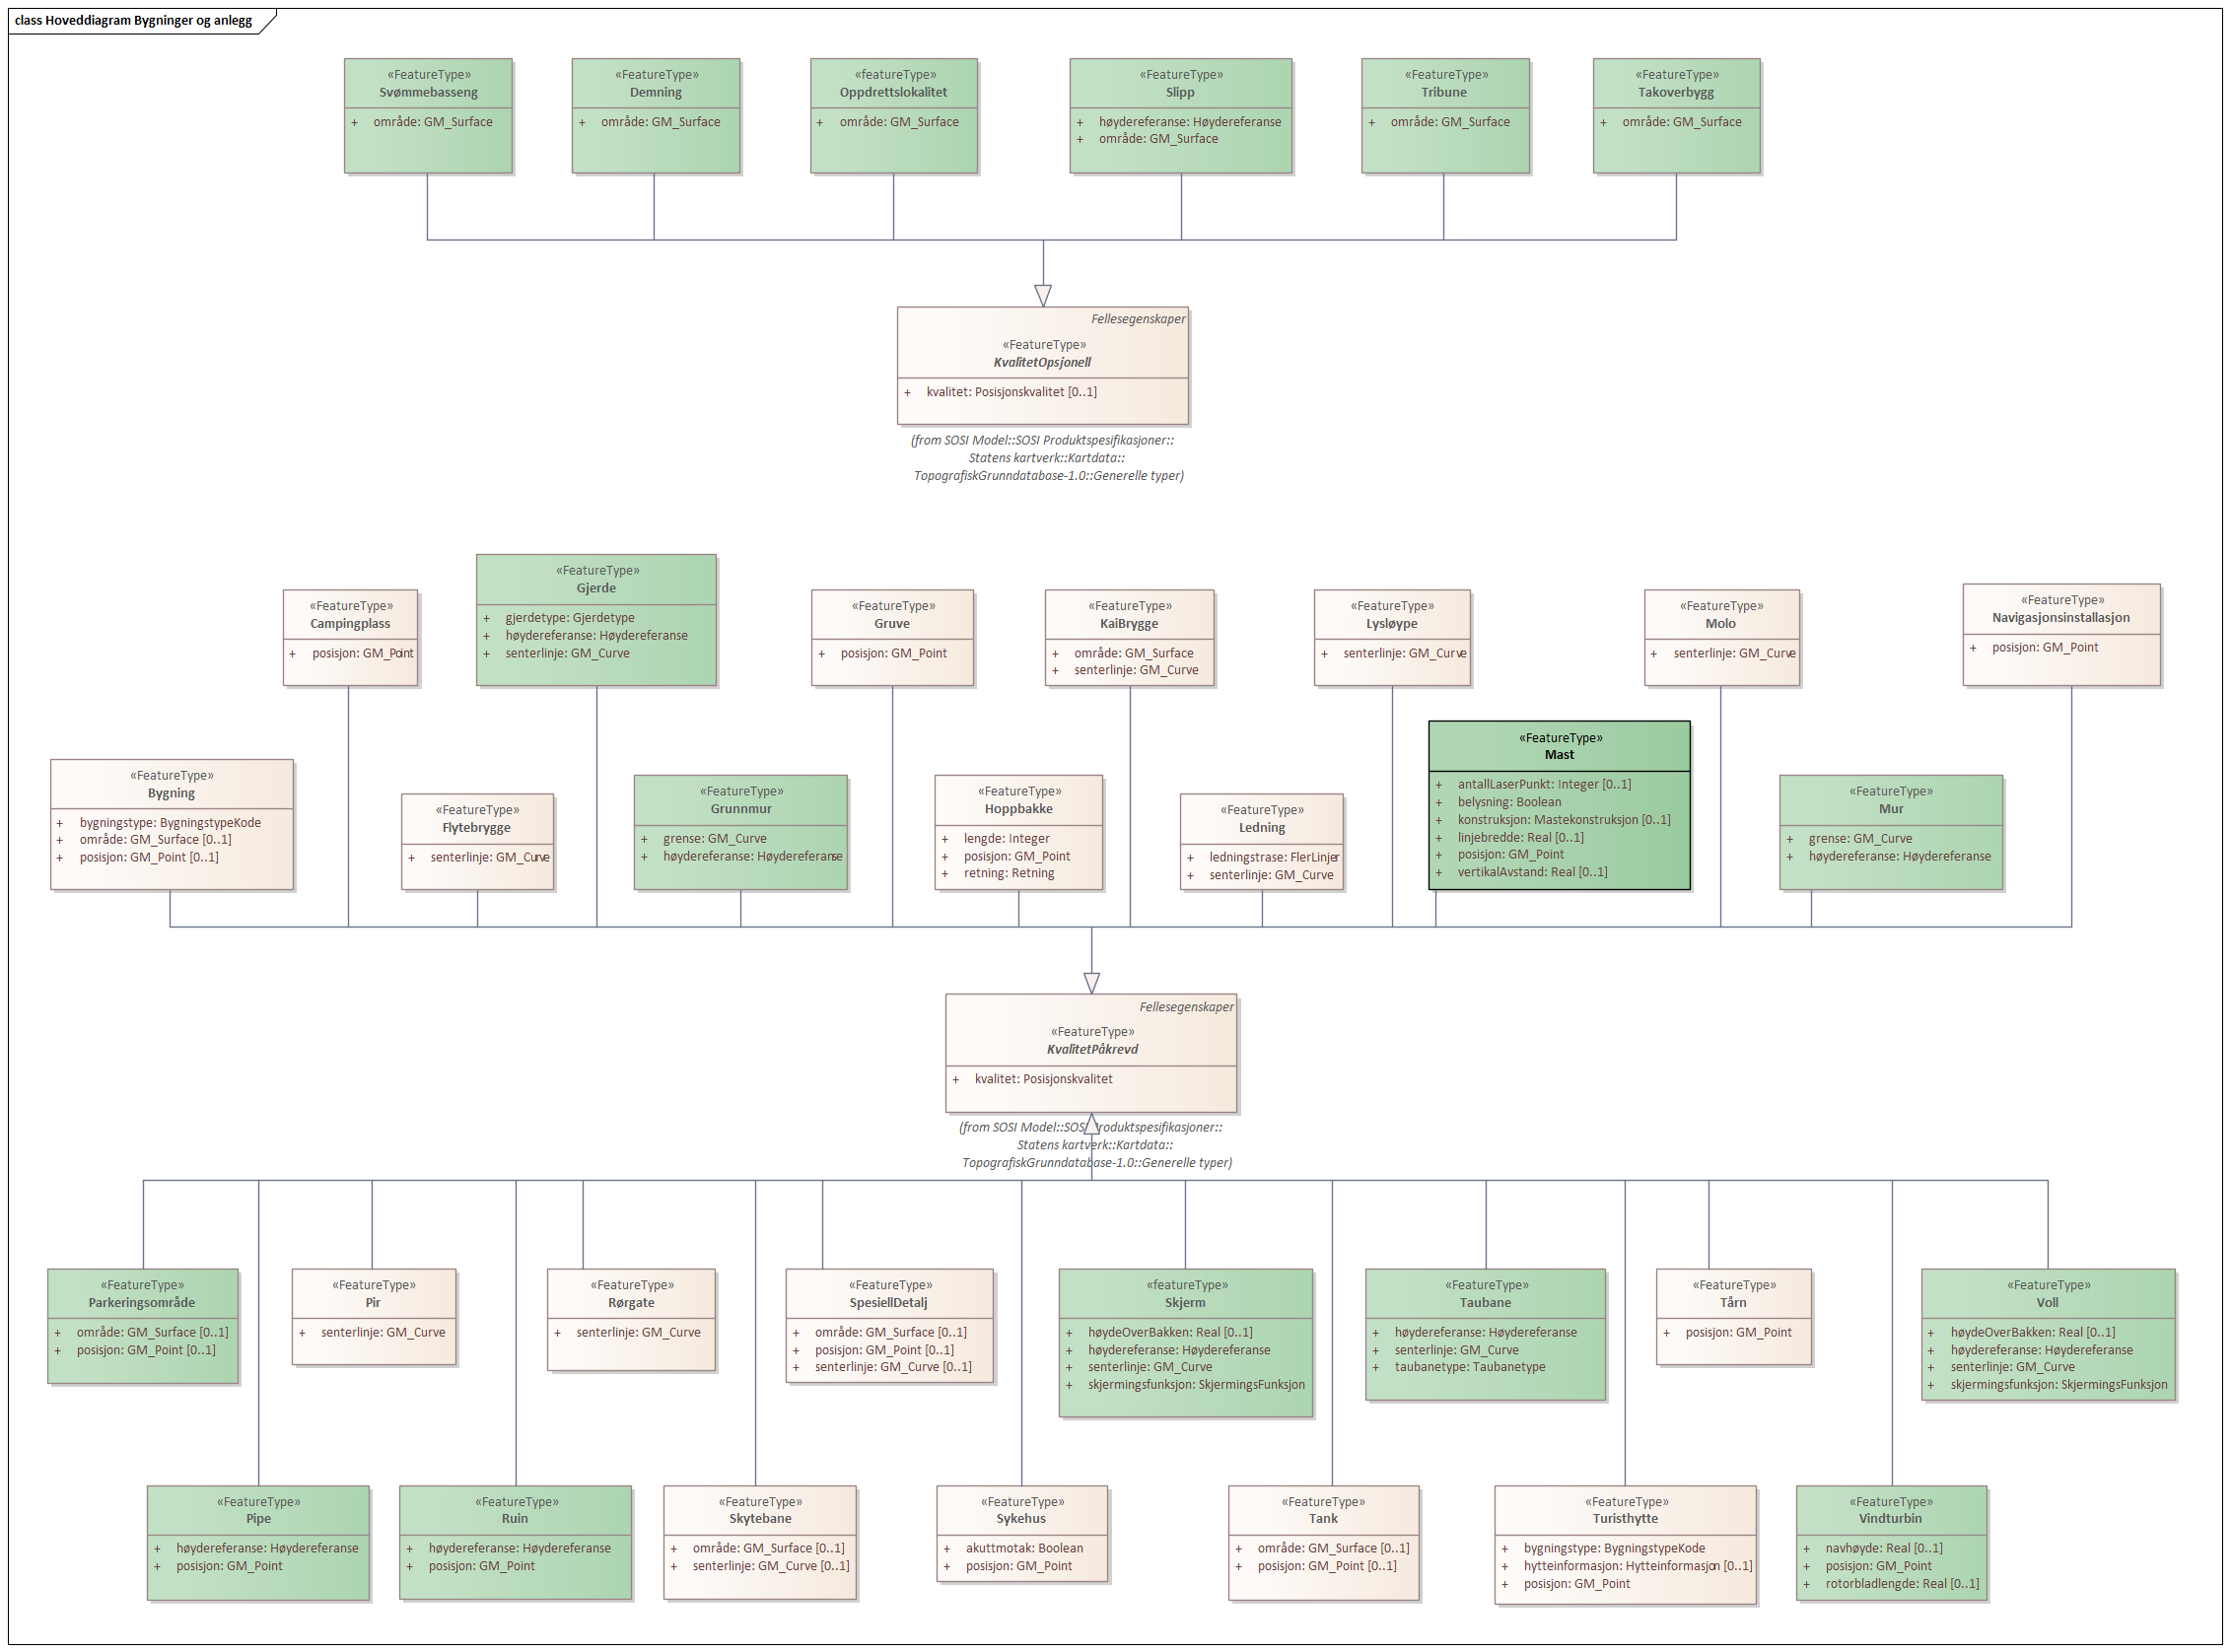 class Hoveddiagram Bygninger og anlegg
«FeatureType»
Svømmebasseng
+ område: GM_Surface
«FeatureType»
Demning
+ område: GM_Surface
«featureType»
Oppdrettslokalitet
+ område: GM_Surface
«FeatureType»
Slipp
+ høydereferanse: Høydereferanse
+ område: GM_Surface
«FeatureType»
Tribune
+ område: GM_Surface
«FeatureType»
Takoverbygg
+ område: GM_Surface
Fellesegenskaper
«FeatureType»
KvalitetOpsjonell
+ kvalitet: Posisjonskvalitet [0..1]
(from SOSI Model::SOSI Produktspesifikasjoner::
Statens kartverk::Kartdata::
TopografiskGrunndatabase-1.0::Generelle typer)
«FeatureType»
Campingplass
+ posisjon: GM_Point
«FeatureType»
Gjerde
+ gjerdetype: Gjerdetype
+ høydereferanse: Høydereferanse
+ senterlinje: GM_Curve
«FeatureType»
Gruve
+ posisjon: GM_Point
«FeatureType»
KaiBrygge
+ område: GM_Surface
+ senterlinje: GM_Curve
«FeatureType»
Lysløype
+ senterlinje: GM_Curve
«FeatureType»
Molo
+ senterlinje: GM_Curve
«FeatureType»
Navigasjonsinstallasjon
+ posisjon: GM_Point
«FeatureType»
Bygning
+ bygningstype: BygningstypeKode
+ område: GM_Surface [0..1]
+ posisjon: GM_Point [0..1]
«FeatureType»
Flytebrygge
+ senterlinje: GM_Curve
«FeatureType»
Grunnmur
+ grense: GM_Curve
+ høydereferanse: Høydereferanse
«FeatureType»
Hoppbakke
+ lengde: Integer
+ posisjon: GM_Point
+ retning: Retning
«FeatureType»
Ledning
+ ledningstrase: FlerLinjer
+ senterlinje: GM_Curve
«FeatureType»
Mast
+ antallLaserPunkt: Integer [0..1]
+ belysning: Boolean
+ konstruksjon: Mastekonstruksjon [0..1]
+ linjebredde: Real [0..1]
+ posisjon: GM_Point
+ vertikalAvstand: Real [0..1]
«FeatureType»
Mur
+ grense: GM_Curve
+ høydereferanse: Høydereferanse
Fellesegenskaper
«FeatureType»
KvalitetPåkrevd
+ kvalitet: Posisjonskvalitet
(from SOSI Model::SOSI Produktspesifikasjoner::
Statens kartverk::Kartdata::
TopografiskGrunndatabase-1.0::Generelle typer)
«FeatureType»
Parkeringsområde
+ område: GM_Surface [0..1]
+ posisjon: GM_Point [0..1]
«FeatureType»
Pir
+ senterlinje: GM_Curve
«FeatureType»
Rørgate
+ senterlinje: GM_Curve
«FeatureType»
SpesiellDetalj
+ område: GM_Surface [0..1]
+ posisjon: GM_Point [0..1]
+ senterlinje: GM_Curve [0..1]
«featureType»
Skjerm
+ høydeOverBakken: Real [0..1]
+ høydereferanse: Høydereferanse
+ senterlinje: GM_Curve
+ skjermingsfunksjon: SkjermingsFunksjon
«FeatureType»
Taubane
+ høydereferanse: Høydereferanse
+ senterlinje: GM_Curve
+ taubanetype: Taubanetype
«FeatureType»
Tårn
+ posisjon: GM_Point
«FeatureType»
Voll
+ høydeOverBakken: Real [0..1]
+ høydereferanse: Høydereferanse
+ senterlinje: GM_Curve
+ skjermingsfunksjon: SkjermingsFunksjon
«FeatureType»
Pipe
+ høydereferanse: Høydereferanse
+ posisjon: GM_Point
«FeatureType»
Ruin
+ høydereferanse: Høydereferanse
+ posisjon: GM_Point
«FeatureType»
Skytebane
+ område: GM_Surface [0..1]
+ senterlinje: GM_Curve [0..1]
«FeatureType»
Sykehus
+ akuttmotak: Boolean
+ posisjon: GM_Point
«FeatureType»
Tank
+ område: GM_Surface [0..1]
+ posisjon: GM_Point [0..1]
«FeatureType»
Turisthytte
+ bygningstype: BygningstypeKode
+ hytteinformasjon: Hytteinformasjon [0..1]
+ posisjon: GM_Point
«FeatureType»
Vindturbin
+ navhøyde: Real [0..1]
+ posisjon: GM_Point
+ rotorbladlengde: Real [0..1]